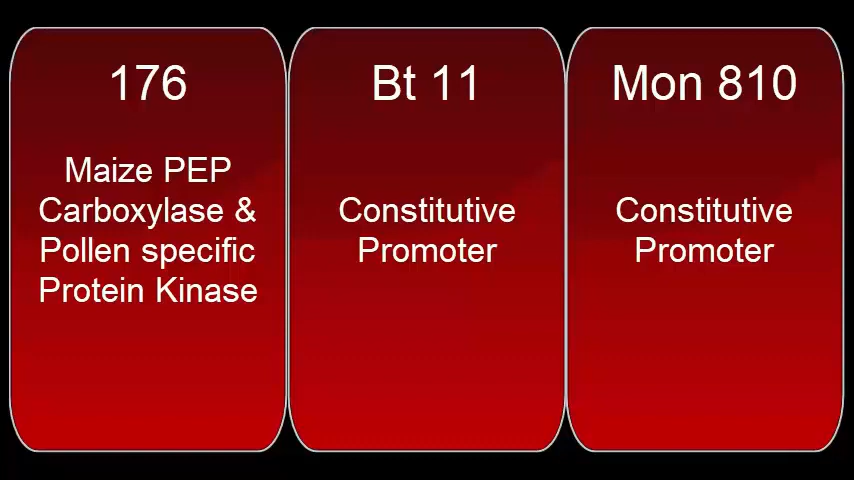 176
Maize PEP
Carboxylase &
Pollen specific
Protein Kinase
Bt 11
Constitutive
Promoter
Mon 810
Constitutive
Promoter